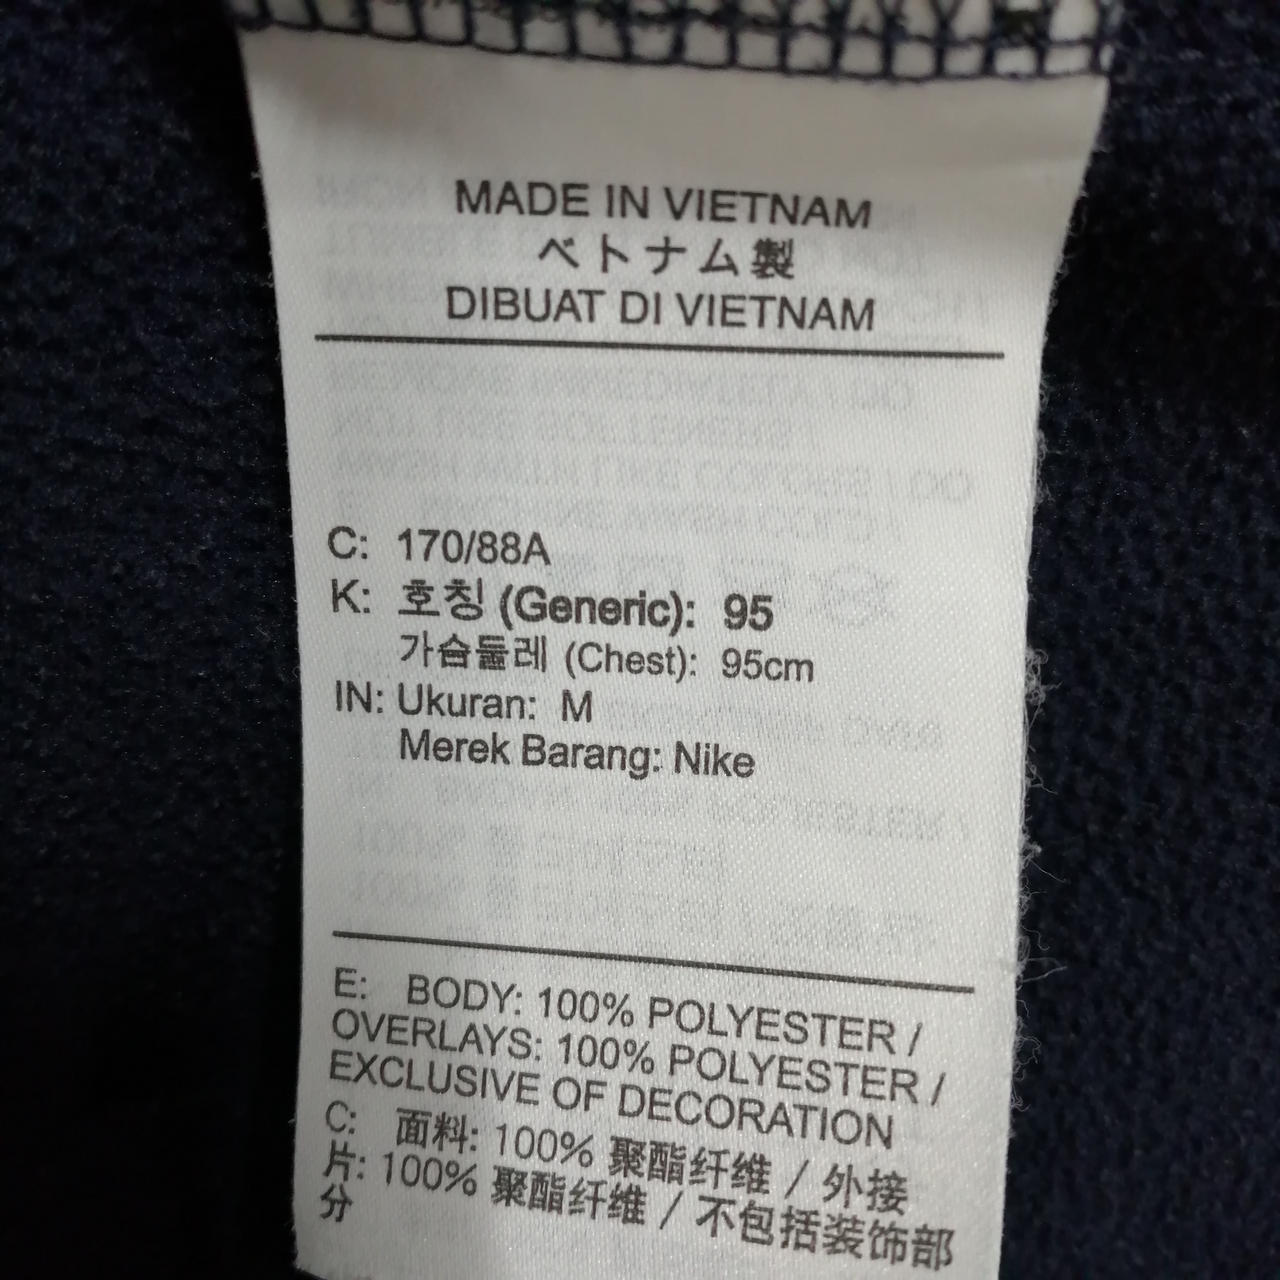 MADE IN VIETNAM
ベトナム製
DIBUAT DI VIETNAM
C: 170/88A
K: 호칭 (Generic): 95
가슴둘레 (Chest): 95cm
IN: Ukuran: M
Merek Barang: Nike
E: BODY: 100% POLYESTER /
OVERLAYS: 100% POLYESTER /
EXCLUSIVE OF DECORATION
C: 面料: 100% 聚酯纤维 / 外接
片: 100% 聚酯纤维 / 不包括装饰部
分